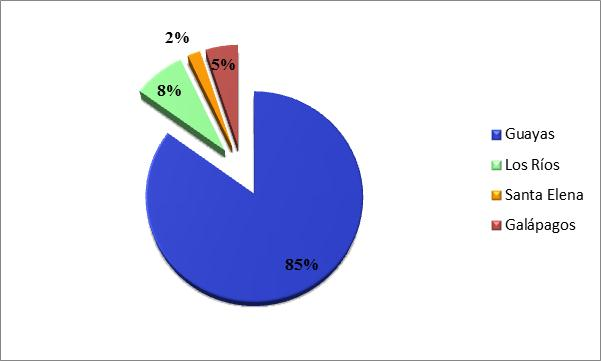 2%
5%
8%
85%
Guayas
Los Ríos
Santa Elena
Galápagos